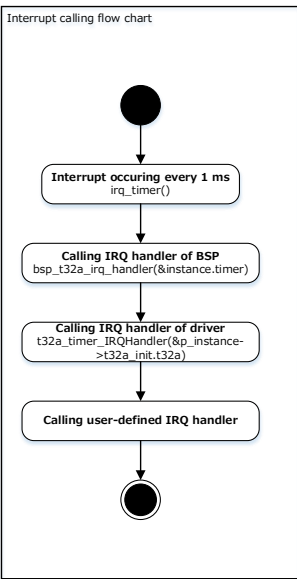 Interrupt calling flow chart
Interrupt occuring every 1 ms
irq_timer()
Calling IRQ handler of BSP
bsp_t32a_irq_handler(&instance.timer)
Calling IRQ handler of driver
t32a_timer_IRQHandler(&p_instance-
>t32a_init.t32a)
Calling user-defined IRQ handler